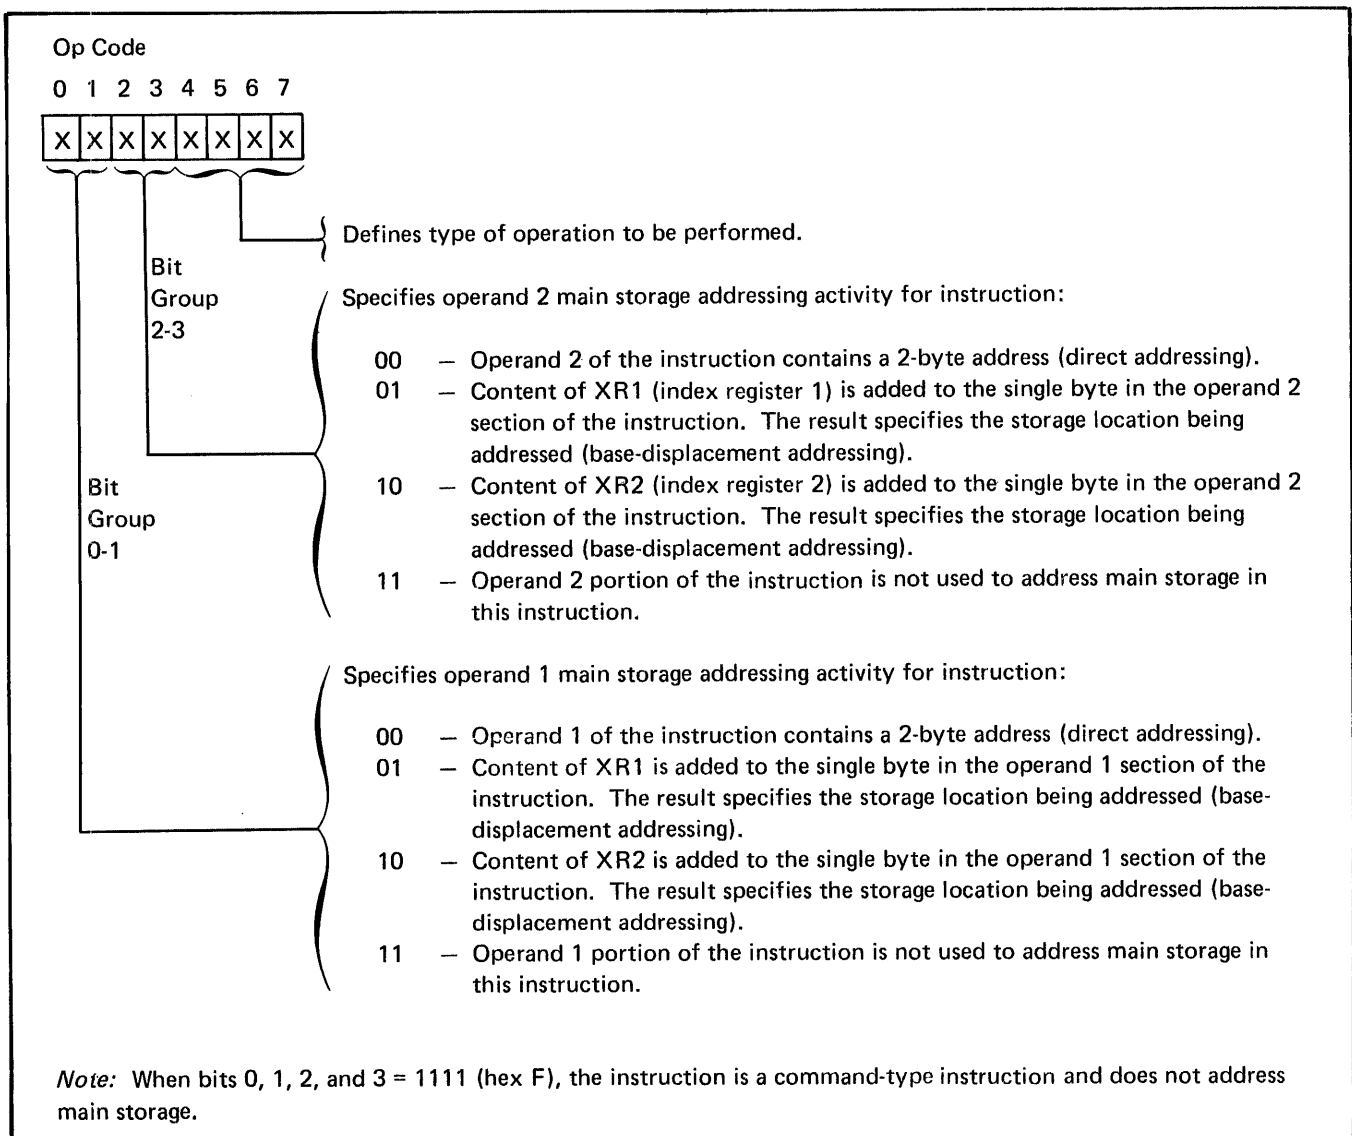 Op Code
0 1 2 3 4 5 6 7
X X X X X X X X
Defines type of operation to be performed.
Bit
Group
2-3
Specifies operand 2 main storage addressing activity for instruction:
00 — Operand 2 of the instruction contains a 2-byte address (direct addressing).
01 — Content of XR1 (index register 1) is added to the single byte in the operand 2
section of the instruction. The result specifies the storage location being
addressed (base-displacement addressing).
10 — Content of XR2 (index register 2) is added to the single byte in the operand 2
section of the instruction. The result specifies the storage location being
addressed (base-displacement addressing).
11 — Operand 2 portion of the instruction is not used to address main storage in
this instruction.
Bit
Group
0-1
Specifies operand 1 main storage addressing activity for instruction:
00 — Operand 1 of the instruction contains a 2-byte address (direct addressing).
01 — Content of XR1 is added to the single byte in the operand 1 section of the
instruction. The result specifies the storage location being addressed (base-
displacement addressing).
10 — Content of XR2 is added to the single byte in the operand 1 section of the
instruction. The result specifies the storage location being addressed (base-
displacement addressing).
11 — Operand 1 portion of the instruction is not used to address main storage in
this instruction.
Note: When bits 0, 1, 2, and 3 = 1111 (hex F), the instruction is a command-type instruction and does not address
main storage.